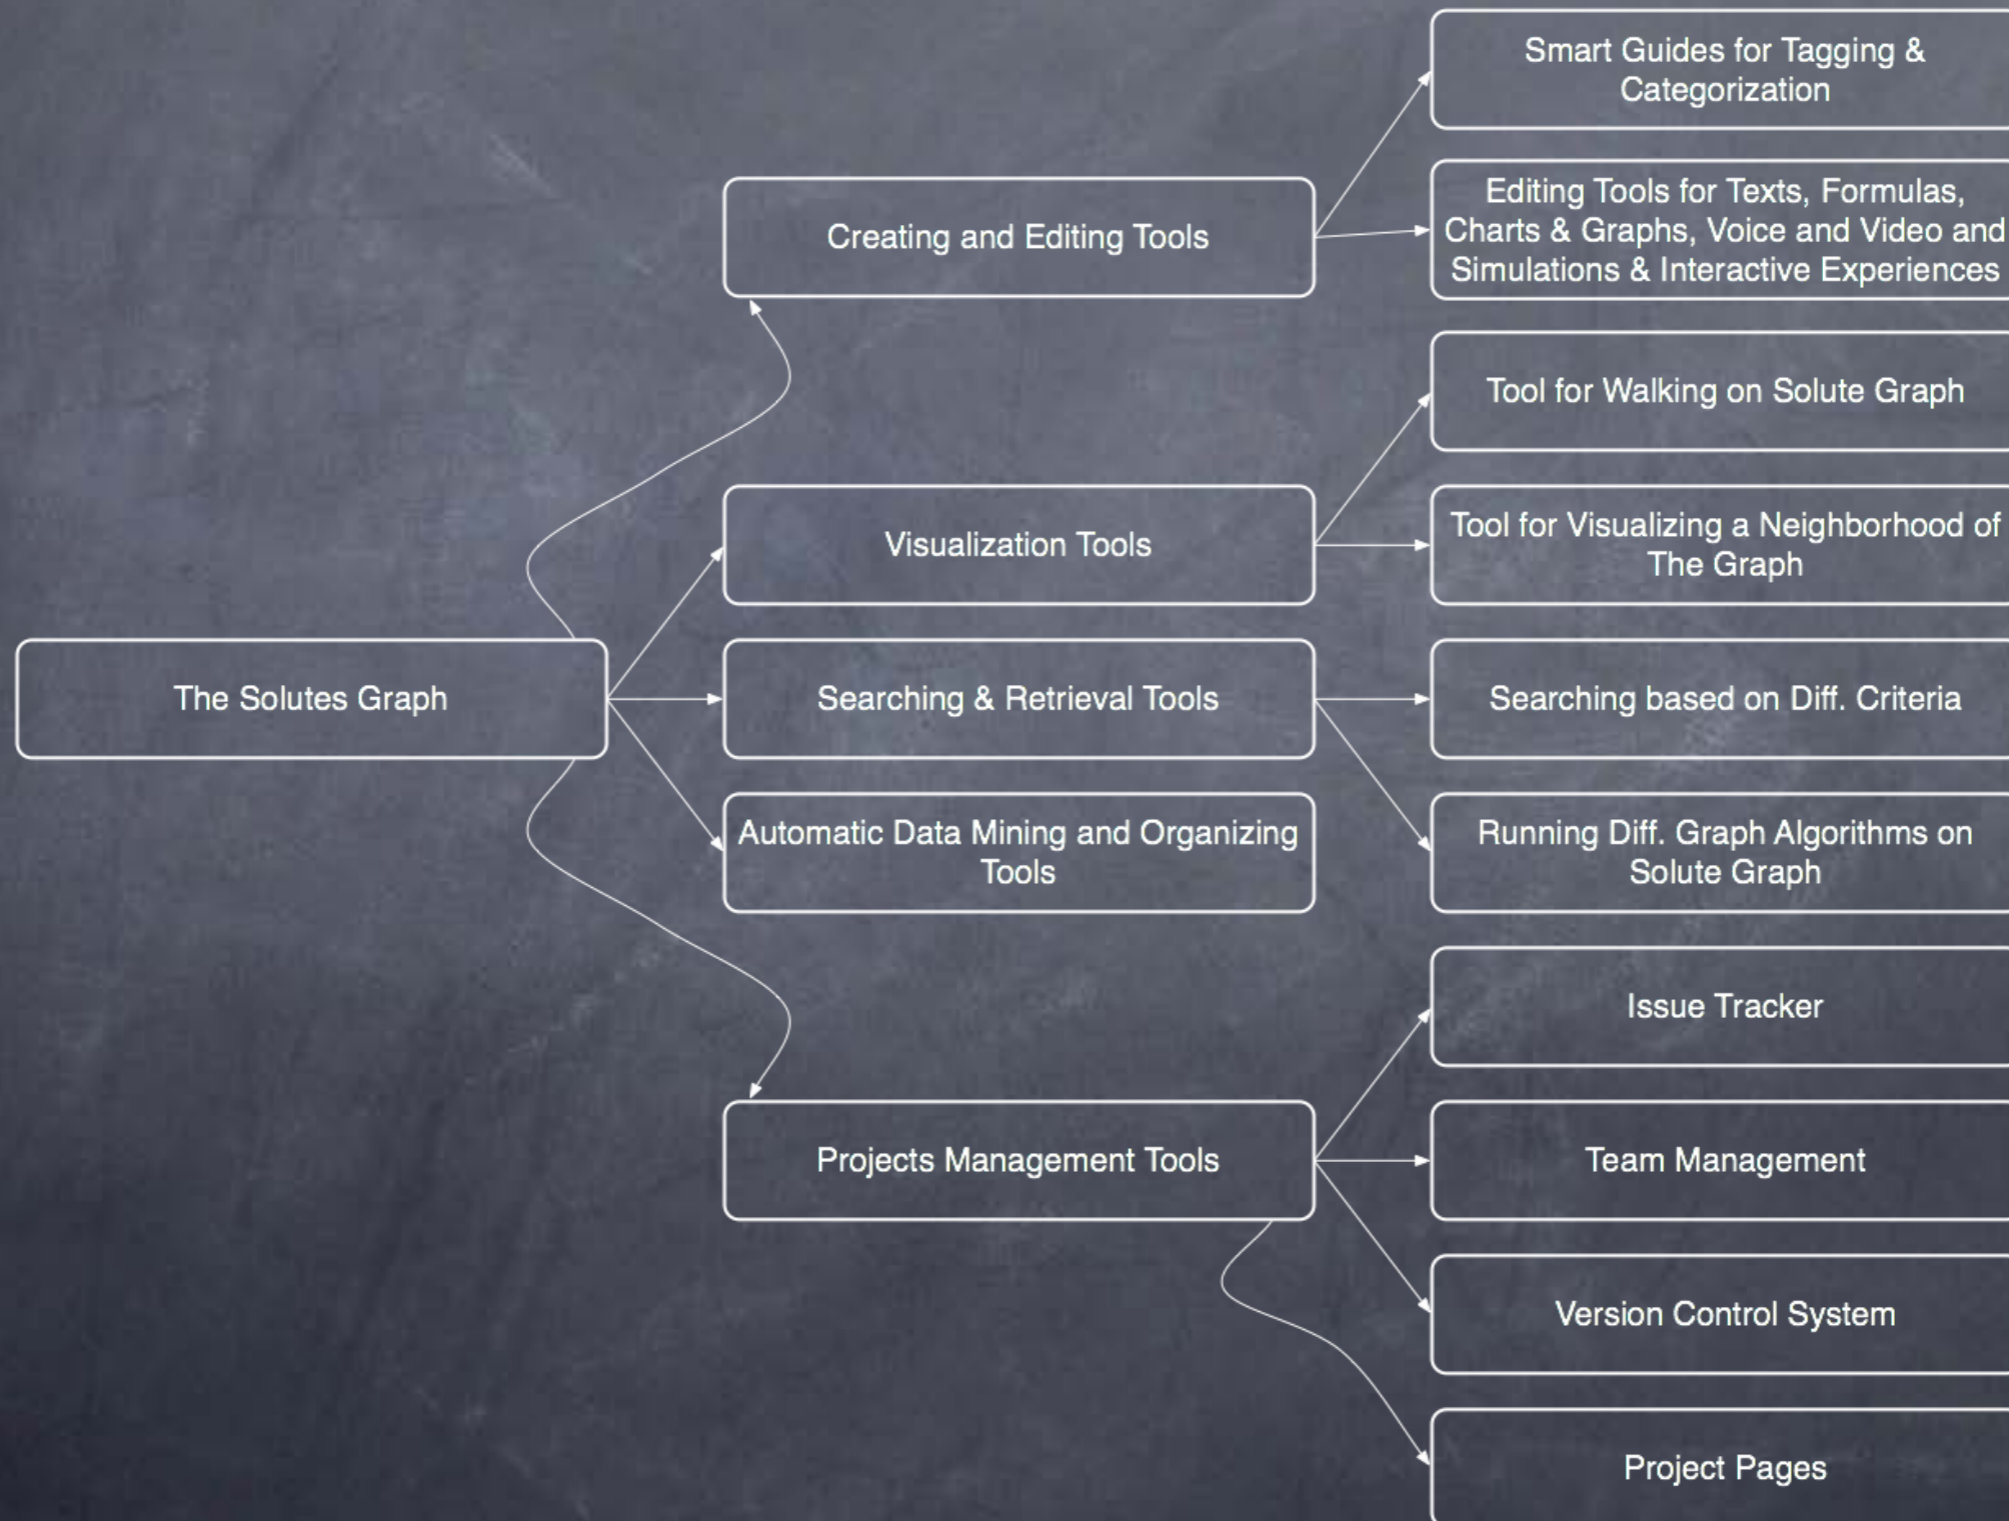 The Solutes Graph
Creating and Editing Tools
Smart Guides for Tagging &
Categorization
Editing Tools for Texts, Formulas,
Charts & Graphs, Voice and Video and
Simulations & Interactive Experiences
Visualization Tools
Tool for Walking on Solute Graph
Tool for Visualizing a Neighborhood of
The Graph
Searching & Retrieval Tools
Searching based on Diff. Criteria
Running Diff. Graph Algorithms on
Solute Graph
Automatic Data Mining and Organizing
Tools
Projects Management Tools
Issue Tracker
Team Management
Version Control System
Project Pages